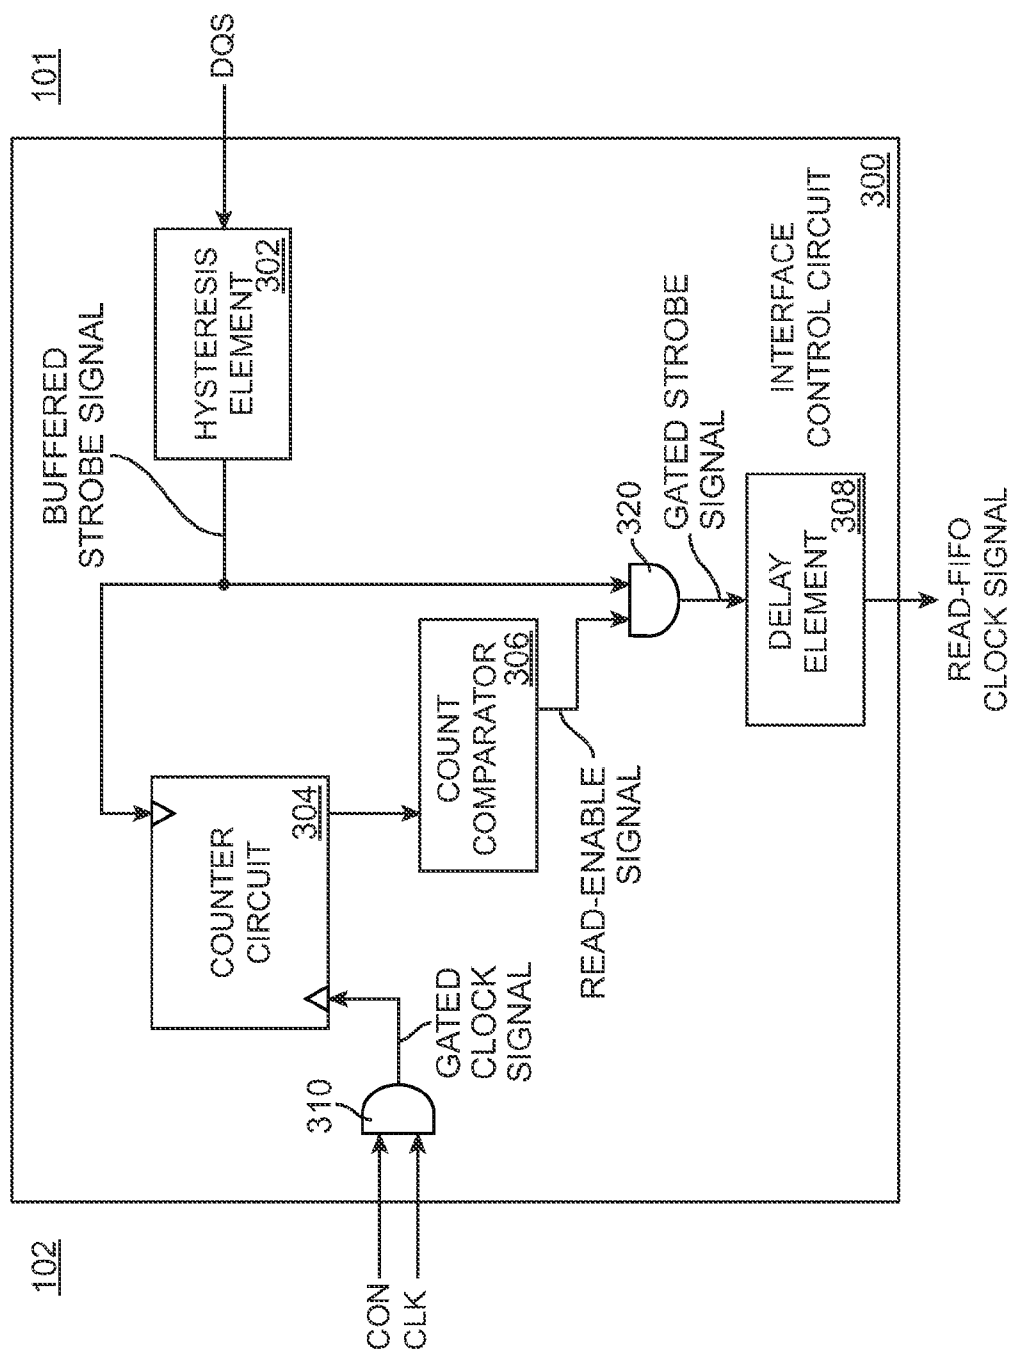 102
101
BUFFERED
STROBE SIGNAL
DQS
HYSTERESIS
ELEMENT
302
COUNTER
CIRCUIT
304
310
CON
CLK
GATED
CLOCK
SIGNAL
COUNT
COMPARATOR
306
READ-ENABLE
SIGNAL
320
GATED STROBE
SIGNAL
DELAY
ELEMENT
308
INTERFACE
CONTROL CIRCUIT
300
READ-FIFO
CLOCK SIGNAL